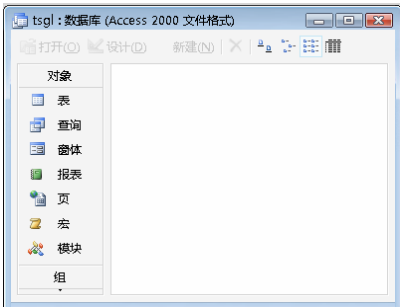 tsgl : 数据库 (Access 2000 文件格式)
打开(O) 设计(D) 新建(N)
对象
表
查询
窗体
报表
页
宏
模块
组